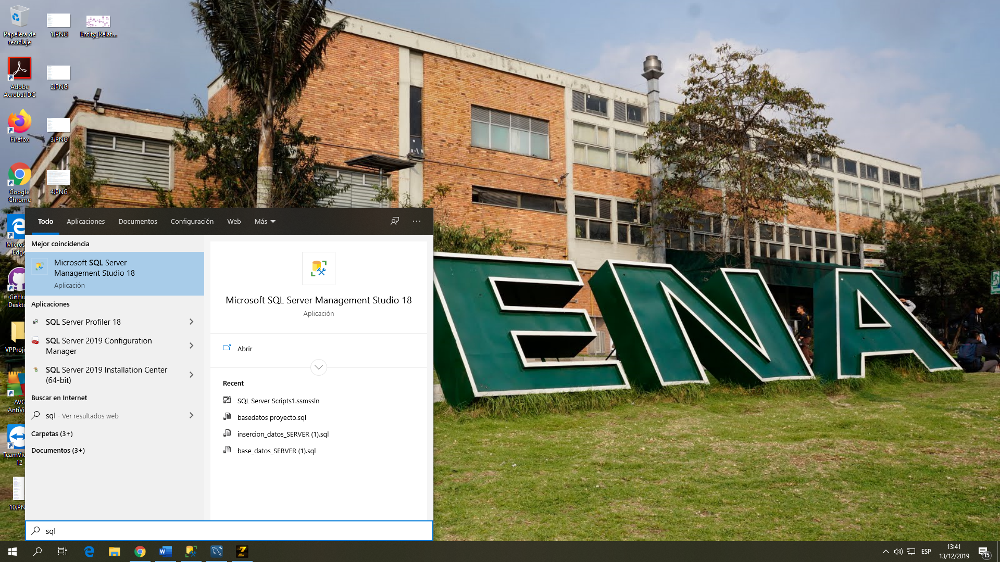 Papelera de
reciclaje
1.PNG
Entity_Relat...
Adobe
Acrobat DC
2.PNG
Firefox
3.PNG
Google
Chrome
4.PNG
Micros
Edge
GitHu
Deskto
VPProje
AVG
AntiVi
TeamVie
12
10.PN
Todo
Aplicaciones
Documentos
Configuración
Web
Más
Mejor coincidencia
Microsoft SQL Server
Management Studio 18
Aplicación
Aplicaciones
SQL Server Profiler 18
SQL Server 2019 Configuration
Manager
SQL Server 2019 Installation Center
(64-bit)
Buscar en Internet
sql - Ver resultados web
Carpetas (3+)
Documentos (3+)
Microsoft SQL Server Management Studio 18
Aplicación
Abrir
Recent
SQL Server Scripts1.ssmssln
basedatos proyecto.sql
insercion_datos_SERVER (1).sql
base_datos_SERVER (1).sql
sql
ENA
ESP
13:41
13/12/2019
15